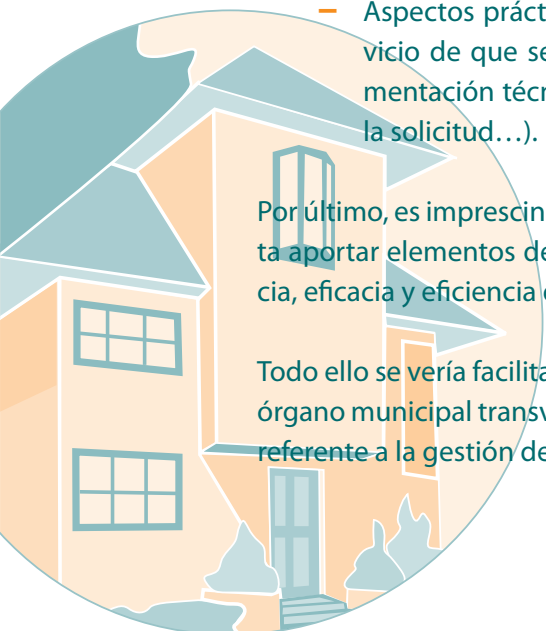 – Aspectos práct
vicio de que se
mentación técn
la solicitud…).
Por último, es imprescin
ta aportar elementos de
cia, eficacia y eficiencia
Todo ello se vería facilita
órgano municipal transv
referente a la gestión de